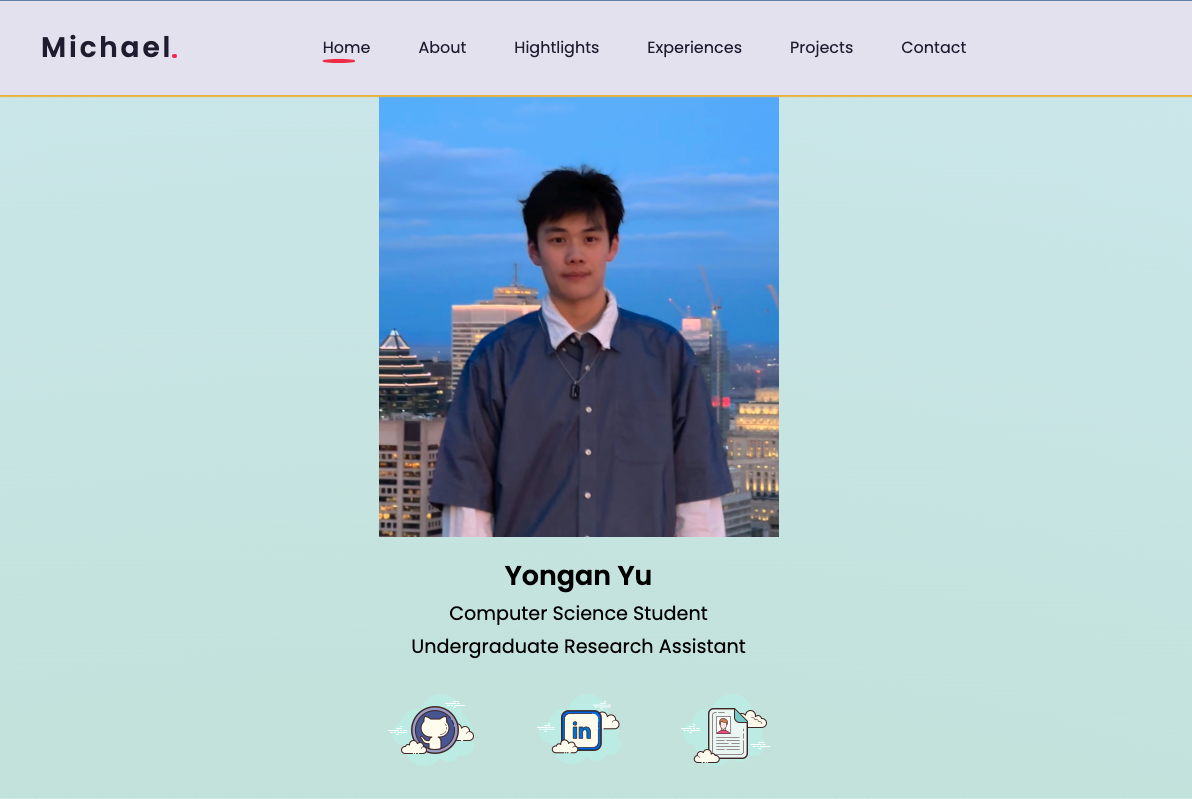 Michael.
Home About Hightlights Experiences Projects Contact
Yongan Yu
Computer Science Student
Undergraduate Research Assistant
in